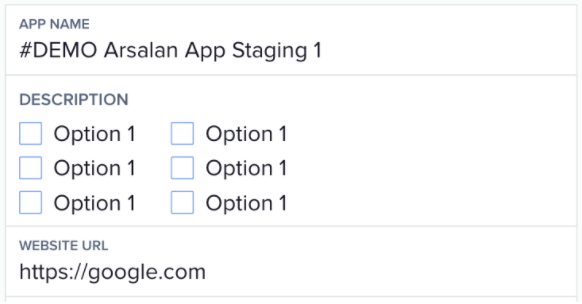 APP NAME
#DEMO Arsalan App Staging 1
DESCRIPTION
Option 1 Option 1
Option 1 Option 1
Option 1 Option 1
WEBSITE URL
https://google.com